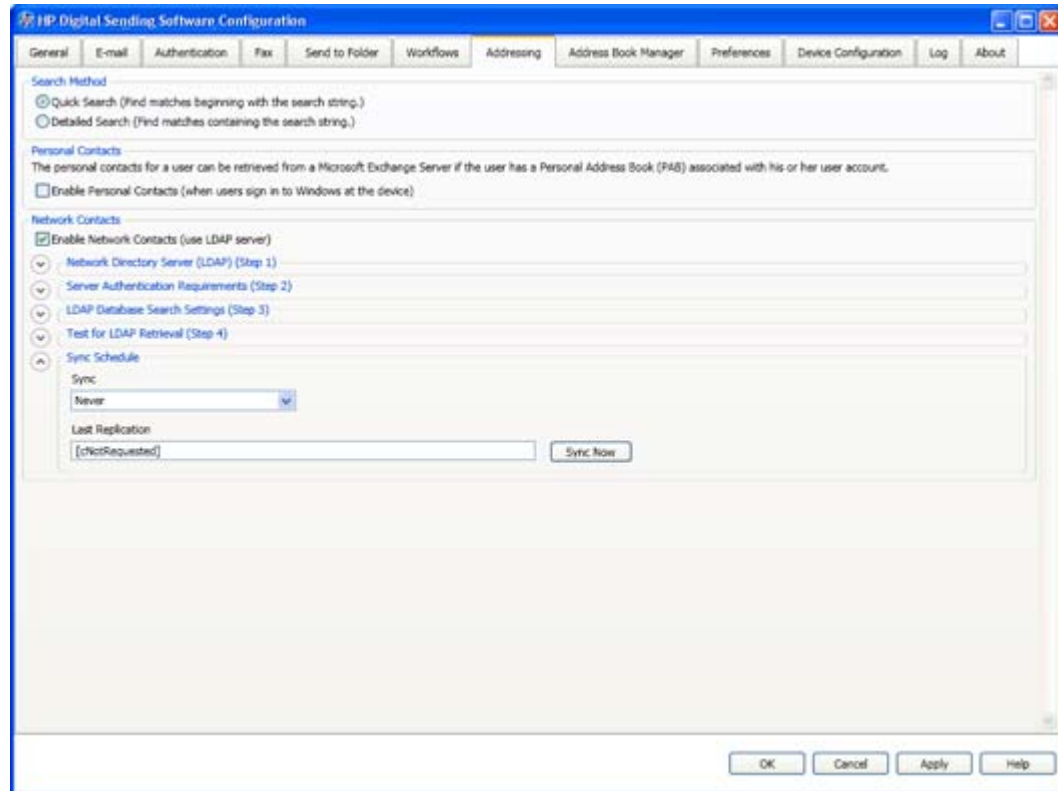 HP Digital Sending Software Configuration
General E-mail Authentication Fax Send to Folder Workflows Addressing Address Book Manager Preferences Device Configuration Log About
Search Method
Quick Search (Find matches beginning with the search string.)
Detailed Search (Find matches containing the search string.)
Personal Contacts
The personal contacts for a user can be retrieved from a Microsoft Exchange Server if the user has a Personal Address Book (PAB) associated with his or her user account.
Enable Personal Contacts (when users sign in to Windows at the device)
Network Contacts
Enable Network Contacts (use LDAP server)
Network Directory Server (LDAP) (Step 1)
Server Authentication Requirements (Step 2)
LDAP Database Search Settings (Step 3)
Test for LDAP Retrieval (Step 4)
Sync Schedule
Sync
Never
Last Replication
[cNotRequested] Sync Now
OK Cancel Apply Help